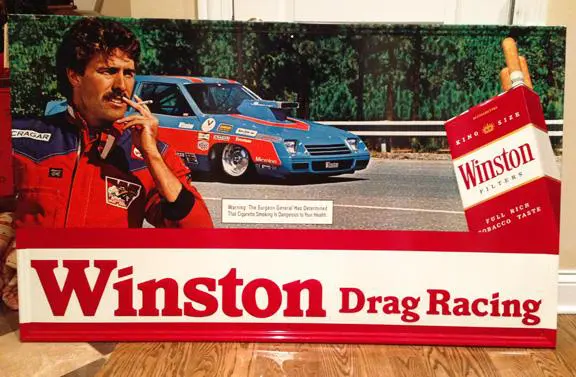 CRAGAR
KING SIZE
Winston
FILTERS
FULL RICH
TOBACCO TASTE
Warning: The Surgeon General Has Determined
That Cigarette Smoking Is Dangerous to Your Health.
Winston Drag Racing